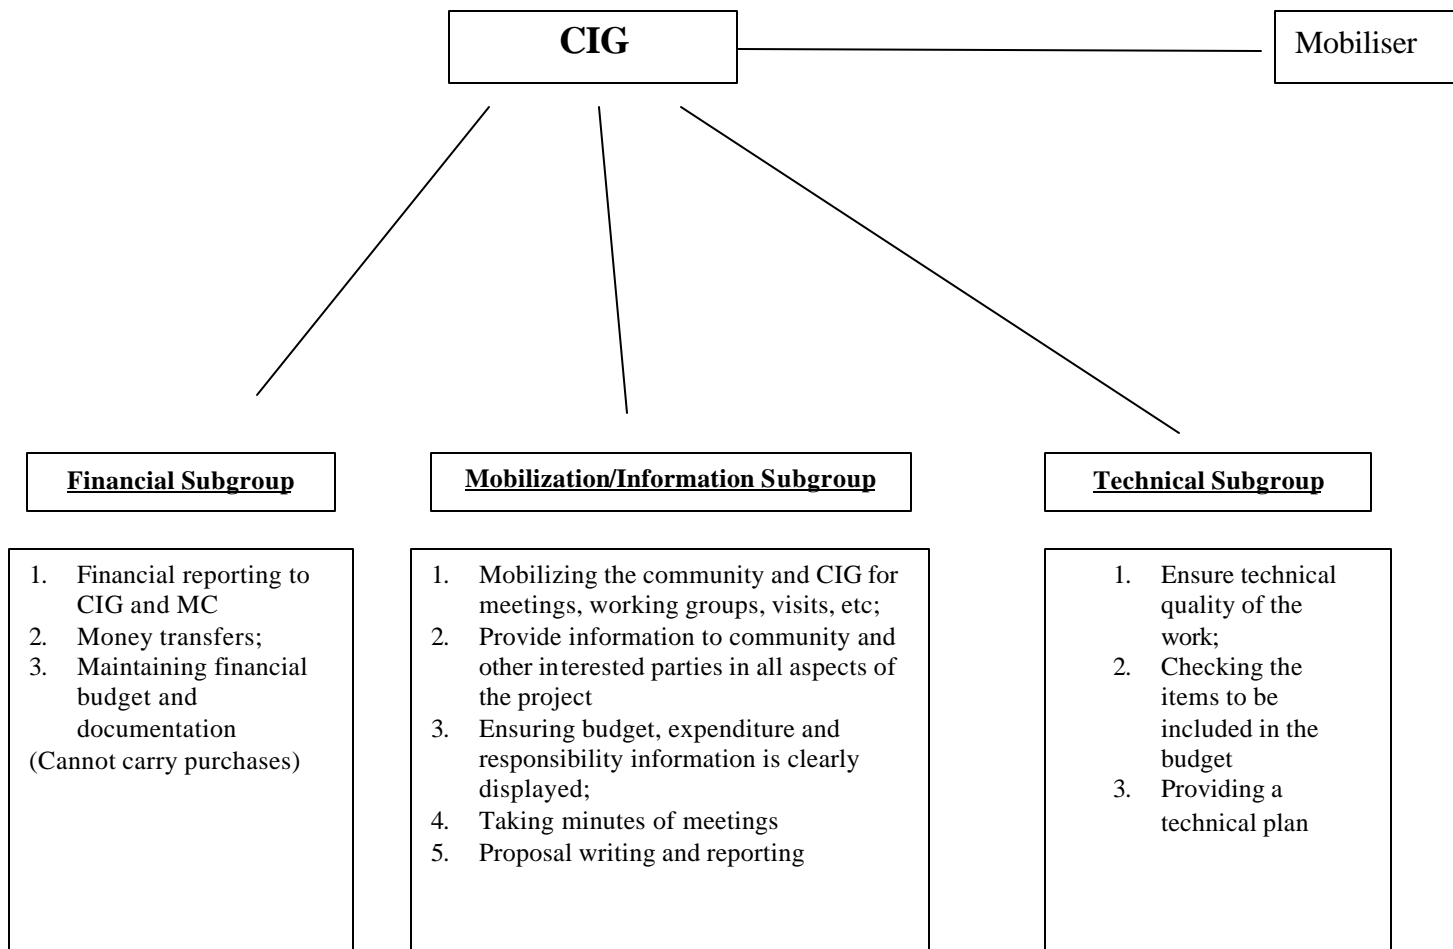 CIG
Mobiliser
Financial Subgroup
1. Financial reporting to
CIG and MC
2. Money transfers;
3. Maintaining financial
budget and
documentation
(Cannot carry purchases)
Mobilization/Information Subgroup
1. Mobilizing the community and CIG for
meetings, working groups, visits, etc;
2. Provide information to community and
other interested parties in all aspects of
the project
3. Ensuring budget, expenditure and
responsibility information is clearly
displayed;
4. Taking minutes of meetings
5. Proposal writing and reporting
Technical Subgroup
1. Ensure technical
quality of the
work;
2. Checking the
items to be
included in the
budget
3. Providing a
technical plan